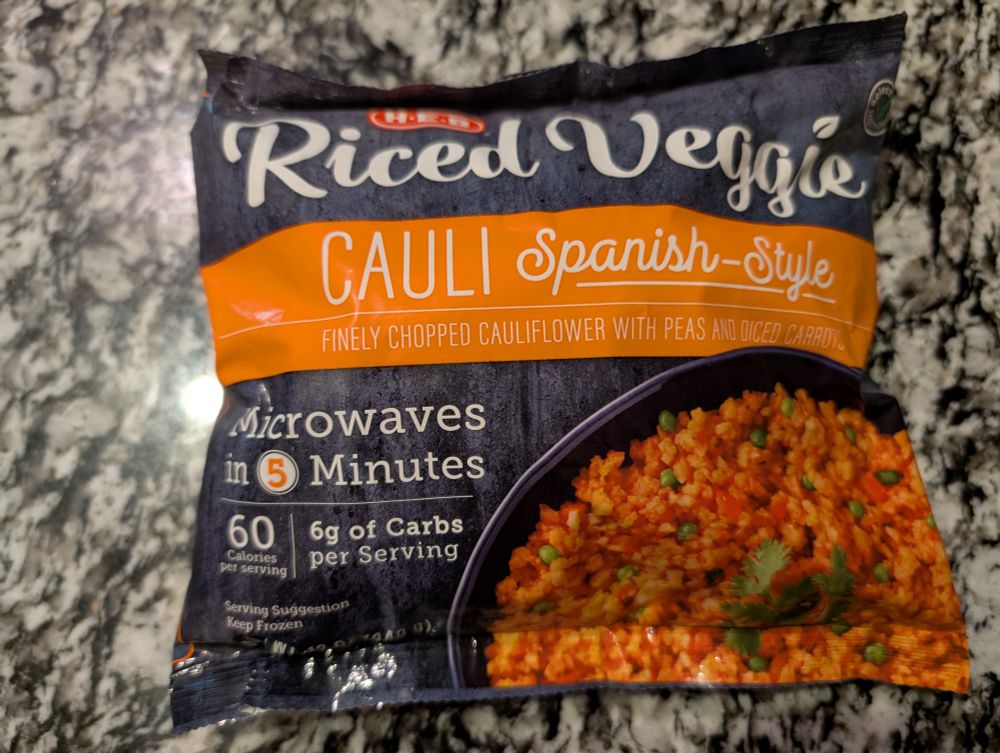 H-E-B
Riced Veggie
CAULI Spanish-Style
FINELY CHOPPED CAULIFLOWER WITH PEAS AND DICED CARROTS
Microwaves
in 5 Minutes
60
Calories
per serving
6g of Carbs
per Serving
Serving Suggestion
Keep Frozen